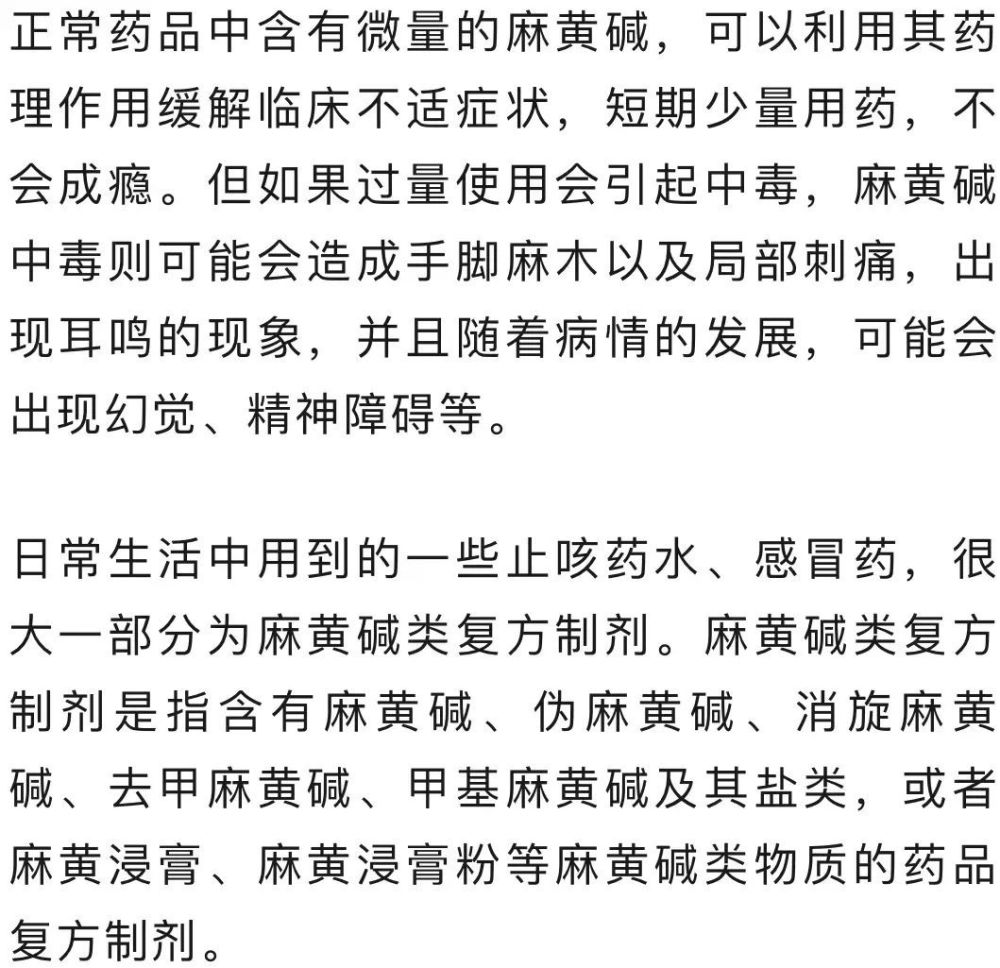 正常药品中含有微量的麻黄碱，可以利用其药
理作用缓解临床不适症状，短期少量用药，不
会成瘾。但如果过量使用会引起中毒，麻黄碱
中毒则可能会造成手脚麻木以及局部刺痛，出
现耳鸣的现象，并且随着病情的发展，可能会
出现幻觉、精神障碍等。
日常生活中用到的一些止咳药水、感冒药，很
大一部分为麻黄碱类复方制剂。麻黄碱类复方
制剂是指含有麻黄碱、伪麻黄碱、消旋麻黄
碱、去甲麻黄碱、甲基麻黄碱及其盐类，或者
麻黄浸膏、麻黄浸膏粉等麻黄碱类物质的药品
复方制剂。